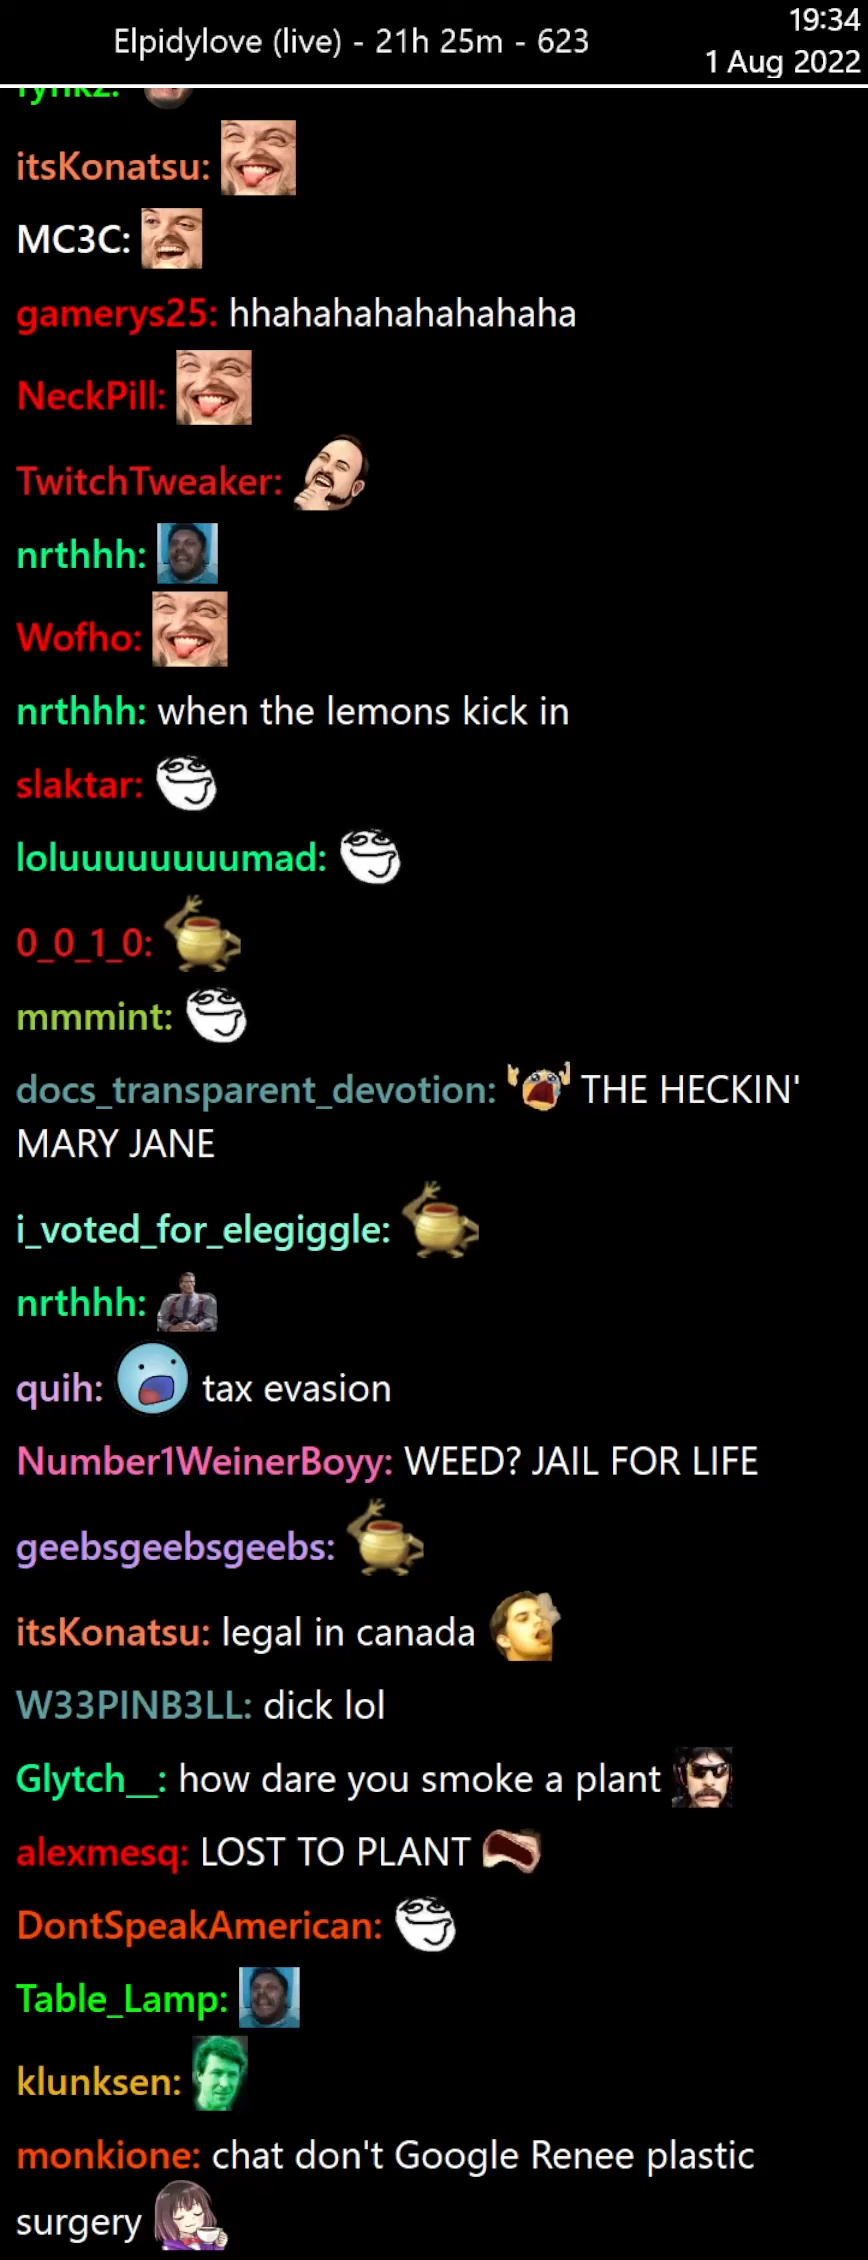 Elpidylove (live) - 21h 25m - 623
19:34
1 Aug 2022
itsKonatsu:
MC3C:
gamerys25: hhahahahahahahaha
NeckPill:
TwitchTweaker:
nrthhh:
Wofho:
nrthhh: when the lemons kick in
slaktar:
loluuuuuuuumad:
0_0_1_0:
mmmint:
docs_transparent_devotion: THE HECKIN'
MARY JANE
i_voted_for_elegiggle:
nrthhh:
quih: tax evasion
Number1WeinerBoyy: WEED? JAIL FOR LIFE
geebsgeebsgeebs:
itsKonatsu: legal in canada
W33PINB3LL: dick lol
Glytch__: how dare you smoke a plant
alexmesq: LOST TO PLANT
DontSpeakAmerican:
Table_Lamp:
klunksen:
monkione: chat don't Google Renee plastic
surgery